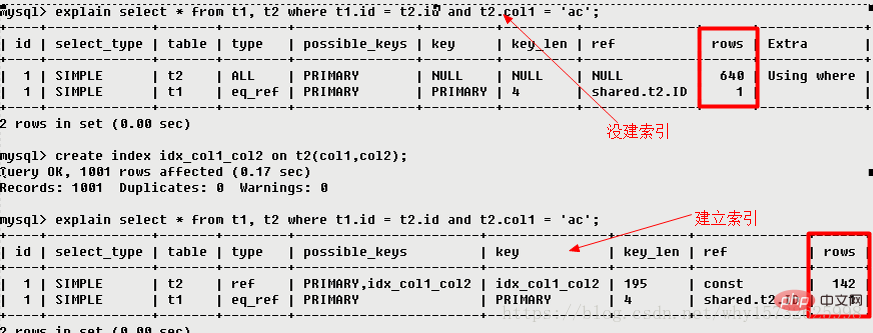 mysql> explain select * from t1, t2 where t1.id = t2.id and t2.col1 = 'ac';
| id | select_type | table | type | possible_keys | key | key_len | ref | rows | Extra |
| 1 | SIMPLE | t2 | ALL | PRIMARY | NULL | NULL | NULL | 640 | Using where
| 1 | SIMPLE | t1 | eq_ref | PRIMARY | PRIMARY | 4 | shared.t2.ID | 1 |
2 rows in set (0.00 sec)
没建索引
mysql> create index idx_col1_col2 on t2(col1,col2);
Query OK, 1001 rows affected (0.17 sec)
Records: 1001 Duplicates: 0 Warnings: 0
mysql> explain select * from t1, t2 where t1.id = t2.id and t2.col1 = 'ac';
建立索引
| id | select_type | table | type | possible_keys | key | key_len | ref | rows |
| 1 | SIMPLE | t2 | ref | PRIMARY,idx_col1_col2 | idx_col1_col2 | 195 | const | 142
| 1 | SIMPLE | t1 | eq_ref | PRIMARY | PRIMARY | 4 | shared.t2.ID | 1
php 中文网
2 rows in set (0.00 sec)